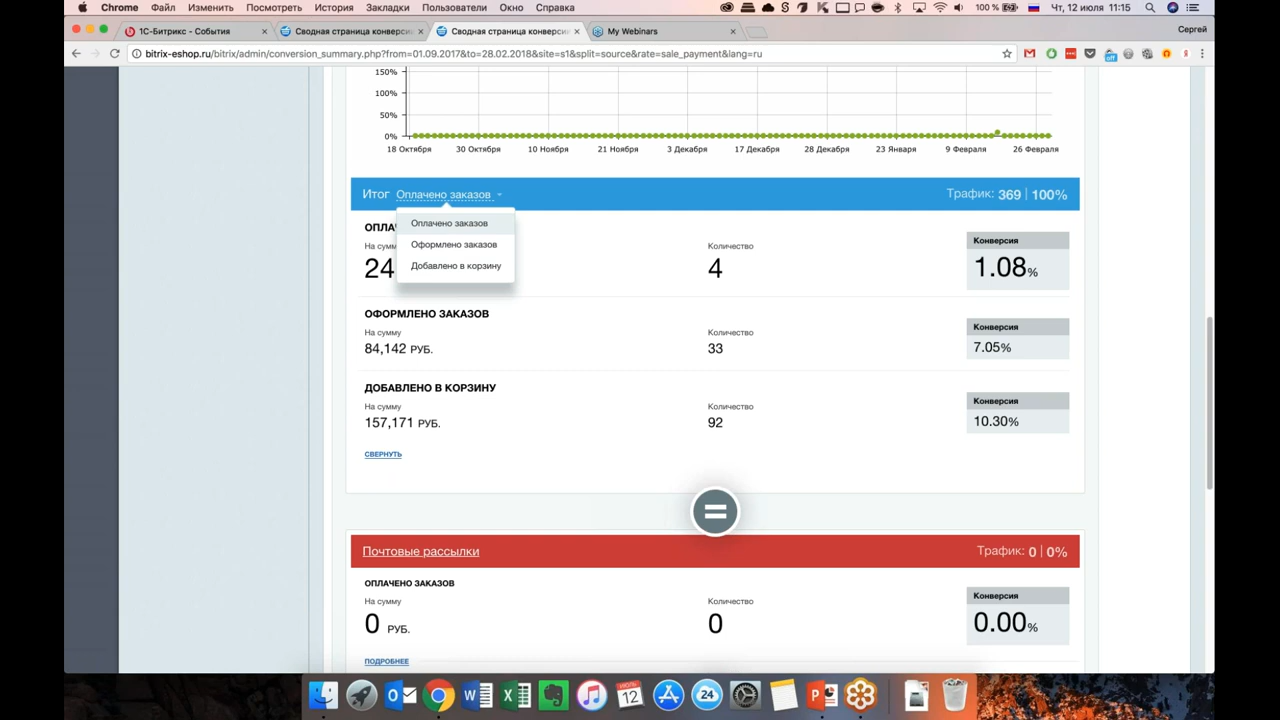 Chrome Файл Изменить Посмотреть История Закладки Пользователи Окно Справка 100 % Чт, 12 июля 11:15
1С-Битрикс - События Сводная страница конверси Сводная страница конверси My Webinars Сергей
bitrix-eshop.ru/bitrix/admin/conversion_summary.php?from=01.09.2017&to=28.02.2018&site=s1&split=source&rate=sale_payment&lang=ru
150%
100%
50%
0%
18 Октября 30 Октября 10 Ноября 21 Ноября 3 Декабря 17 Декабря 28 Декабря 23 Января 9 Февраля 26 Февраля
Итог Оплачено заказов Трафик: 369 | 100%
Оплачено заказов
Оформлено заказов
Добавлено в корзину
ОПЛА
На сумм Количество Конверсия
24 4 1.08%
ОФОРМЛЕНО ЗАКАЗОВ
На сумму Количество Конверсия
84,142 РУБ. 33 7.05%
ДОБАВЛЕНО В КОРЗИНУ
На сумму Количество Конверсия
157,171 РУБ. 92 10.30%
СВЕРНУТЬ
Почтовые рассылки Трафик: 0 | 0%
ОПЛАЧЕНО ЗАКАЗОВ
На сумму Количество Конверсия
0 РУБ. 0 0.00%
ПОДРОБНЕЕ